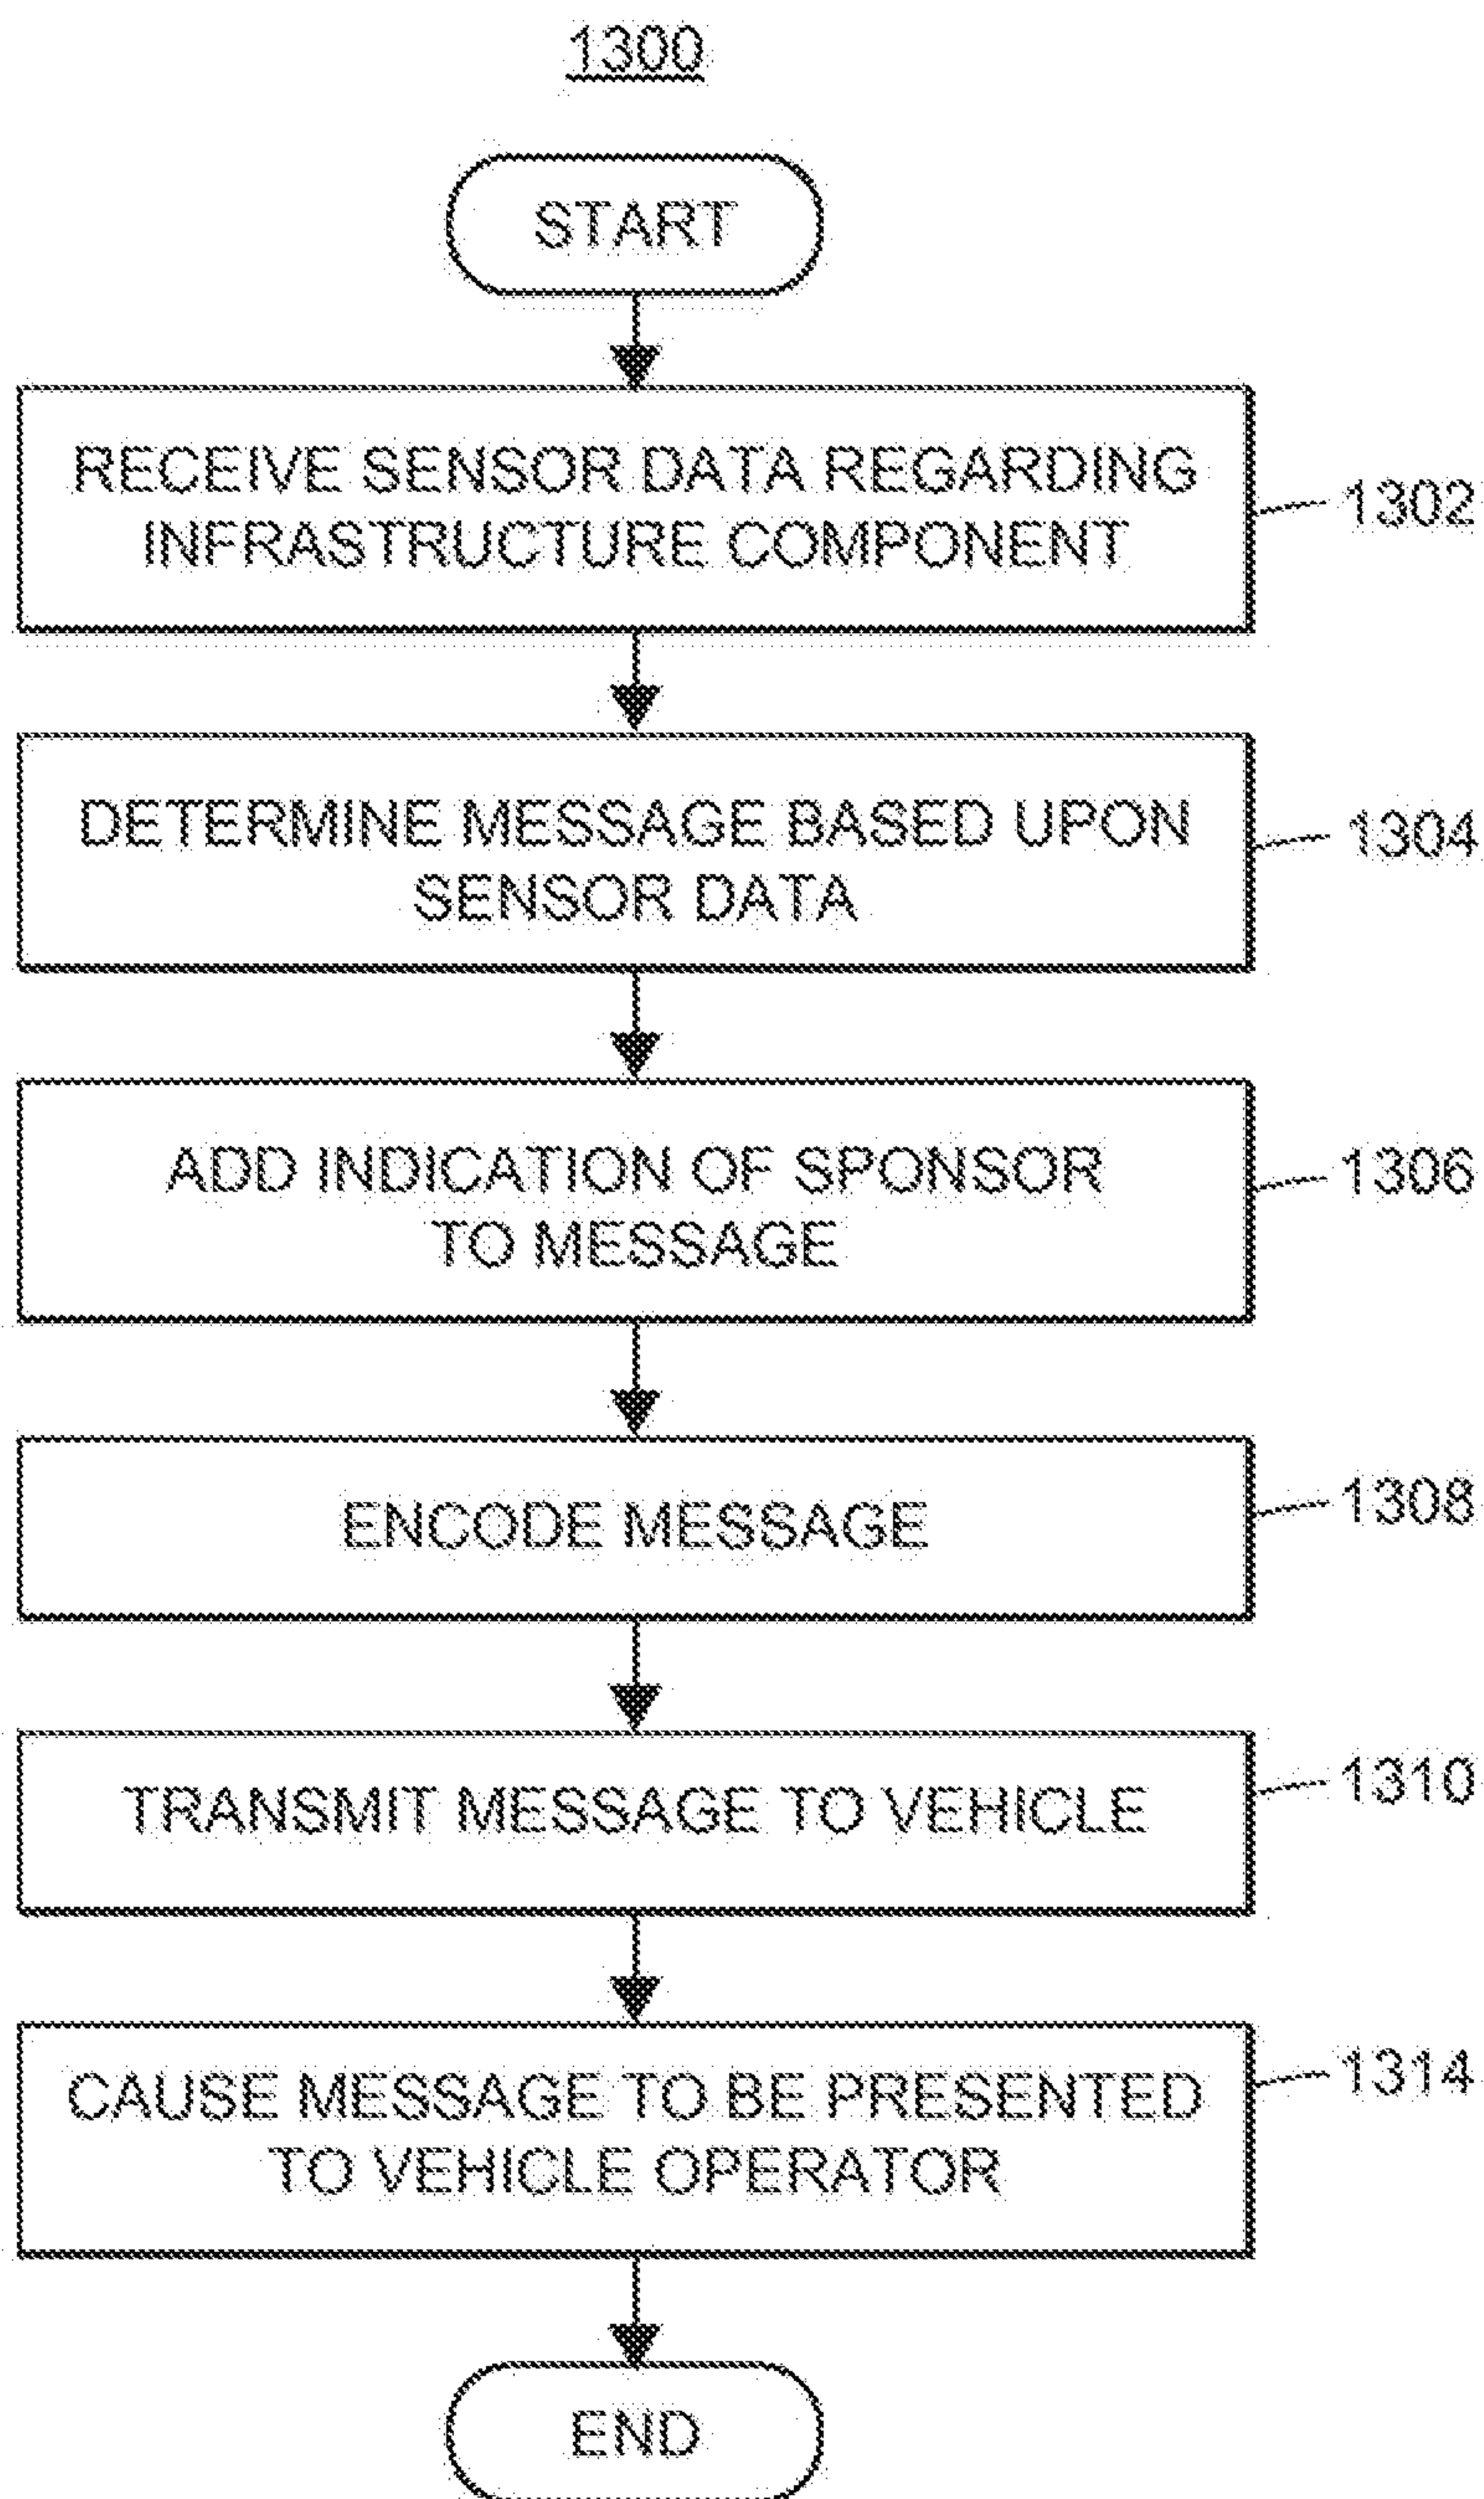 1300
START
RECEIVE SENSOR DATA REGARDING
INFRASTRUCTURE COMPONENT
1302
DETERMINE MESSAGE BASED UPON
SENSOR DATA
1304
ADD INDICATION OF SPONSOR
TO MESSAGE
1306
ENCODE MESSAGE
1308
TRANSMIT MESSAGE TO VEHICLE
1310
CAUSE MESSAGE TO BE PRESENTED
TO VEHICLE OPERATOR
1314
END